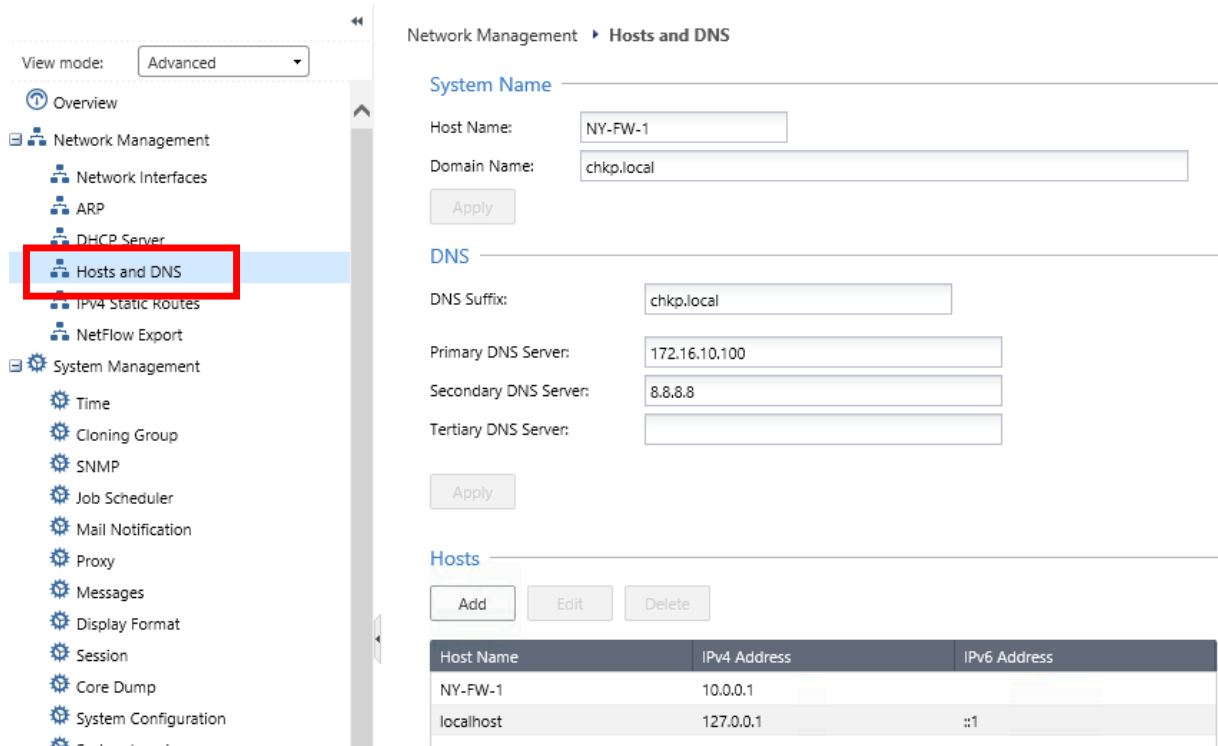 View mode: Advanced
Overview
Network Management
Network Interfaces
ARP
DHCP Server
Hosts and DNS
IPv4 Static Routes
NetFlow Export
System Management
Time
Cloning Group
SNMP
Job Scheduler
Mail Notification
Proxy
Messages
Display Format
Session
Core Dump
System Configuration
Network Management Hosts and DNS
System Name
Host Name: NY-FW-1
Domain Name: chkp.local
Apply
DNS
DNS Suffix: chkp.local
Primary DNS Server: 172.16.10.100
Secondary DNS Server: 8.8.8.8
Tertiary DNS Server:
Apply
Hosts
Add Edit Delete
Host Name IPv4 Address IPv6 Address
NY-FW-1 10.0.0.1
localhost 127.0.0.1 ::1